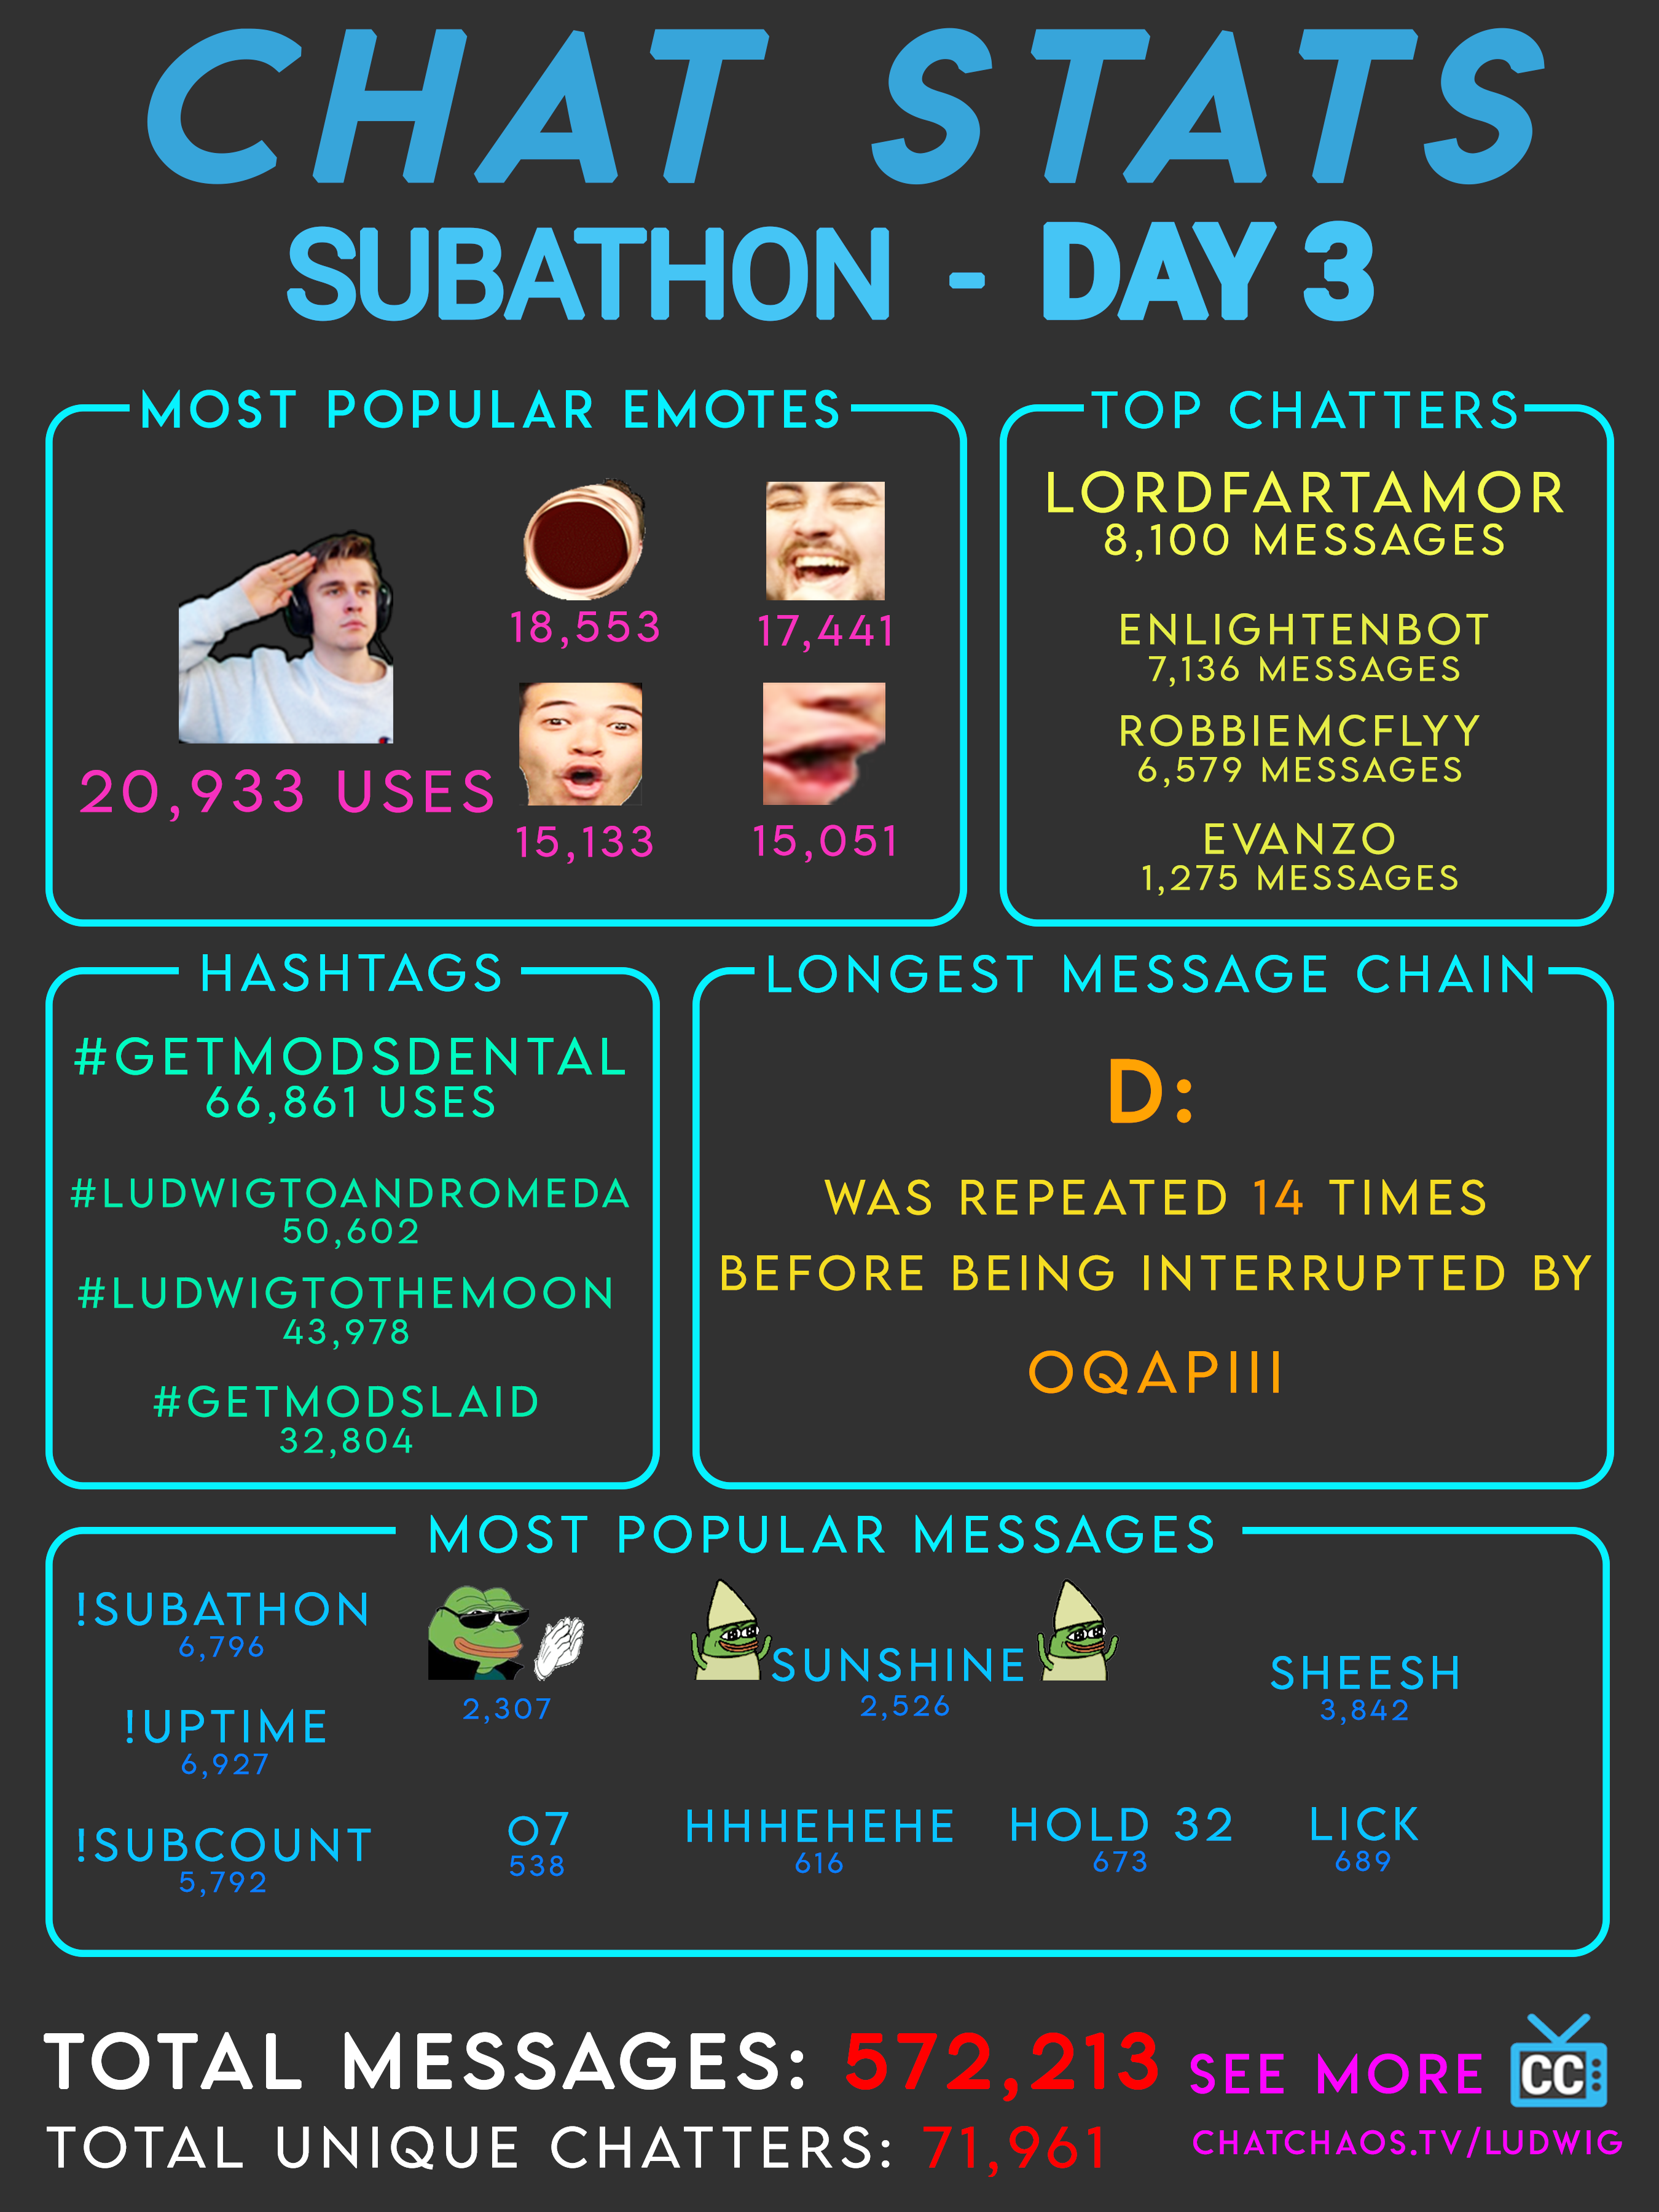 CHAT STATS
SUBATHON - DAY 3
MOST POPULAR EMOTES
20,933 USES
18,553
17,441
15,133
15,051
TOP CHATTERS
LORDFARTAMOR
8,100 MESSAGES
ENLIGHTENBOT
7,136 MESSAGES
ROBBIEMCFLYY
6,579 MESSAGES
EVANZO
1,275 MESSAGES
HASHTAGS
#GETMODSDENTAL
66,861 USES
#LUDWIGTOANDROMEDA
50,602
#LUDWIGTOTHEMOON
43,978
#GETMODSLAID
32,804
LONGEST MESSAGE CHAIN
D:
WAS REPEATED 14 TIMES
BEFORE BEING INTERRUPTED BY
OQAPIII
MOST POPULAR MESSAGES
!SUBATHON
6,796
2,307
SUNSHINE
2,526
SHEESH
3,842
!UPTIME
6,927
!SUBCOUNT
5,792
O7
538
HHHEHEHE
616
HOLD 32
673
LICK
689
TOTAL MESSAGES: 572,213
TOTAL UNIQUE CHATTERS: 71,961
SEE MORE
CC
CHATCHAOS.TV/LUDWIG